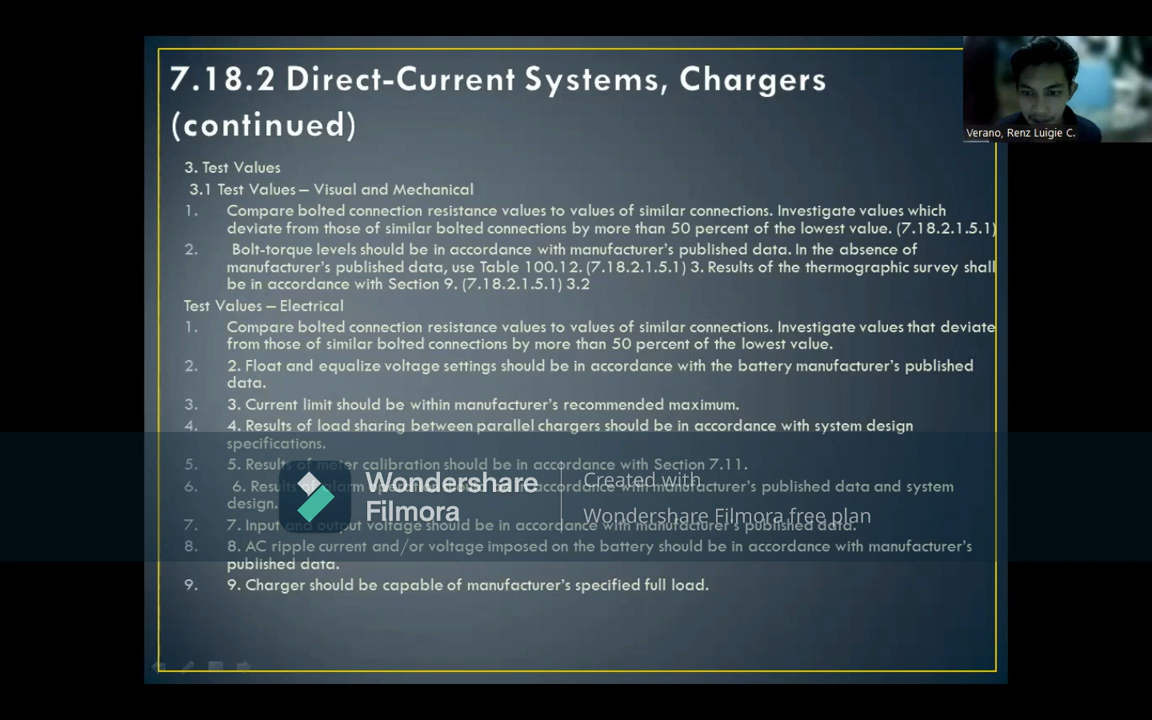 7.18.2 Direct-Current Systems, Chargers
(continued)
Verano, Renz Luigie C.
3. Test Values
3.1 Test Values – Visual and Mechanical
1. Compare bolted connection resistance values to values of similar connections. Investigate values which
deviate from those of similar bolted connections by more than 50 percent of the lowest value. (7.18.2.1.5.1)
2. Bolt-torque levels should be in accordance with manufacturer's published data. In the absence of
manufacturer's published data, use Table 100.12. (7.18.2.1.5.1) 3. Results of the thermographic survey shall
be in accordance with Section 9. (7.18.2.1.5.1) 3.2
Test Values – Electrical
1. Compare bolted connection resistance values to values of similar connections. Investigate values that deviate
from those of similar bolted connections by more than 50 percent of the lowest value.
2. 2. Float and equalize voltage settings should be in accordance with the battery manufacturer's published
data.
3. 3. Current limit should be within manufacturer's recommended maximum.
4. 4. Results of load sharing between parallel chargers should be in accordance with system design
specifications.
5. 5. Results of meter calibration should be in accordance with Section 7.11.
6. 6. Results of alarm operation should be in accordance with manufacturer's published data and system
design.
7. 7. Input and output voltage should be in accordance with manufacturer's published data.
8. 8. AC ripple current and/or voltage imposed on the battery should be in accordance with manufacturer's
published data.
9. 9. Charger should be capable of manufacturer's specified full load.
Wondershare
Filmora
Created with
Wondershare Filmora free plan